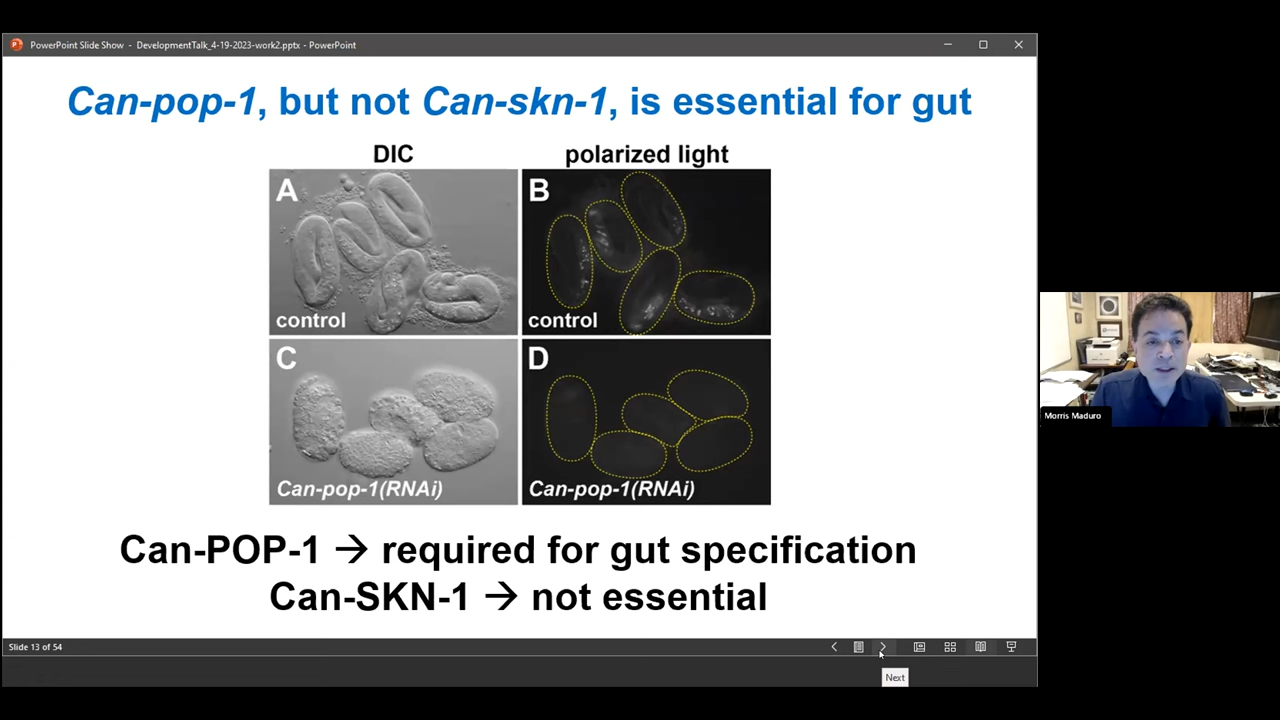 PowerPoint Slide Show - DevelopmentTalk_4-19-2023-work2.pptx - PowerPoint
Can-pop-1, but not Can-skn-1, is essential for gut
DIC
polarized light
A
B
control
control
C
D
Can-pop-1(RNAi)
Can-pop-1(RNAi)
Can-POP-1 → required for gut specification
Can-SKN-1 → not essential
Morris Maduro
Slide 13 of 54
Next